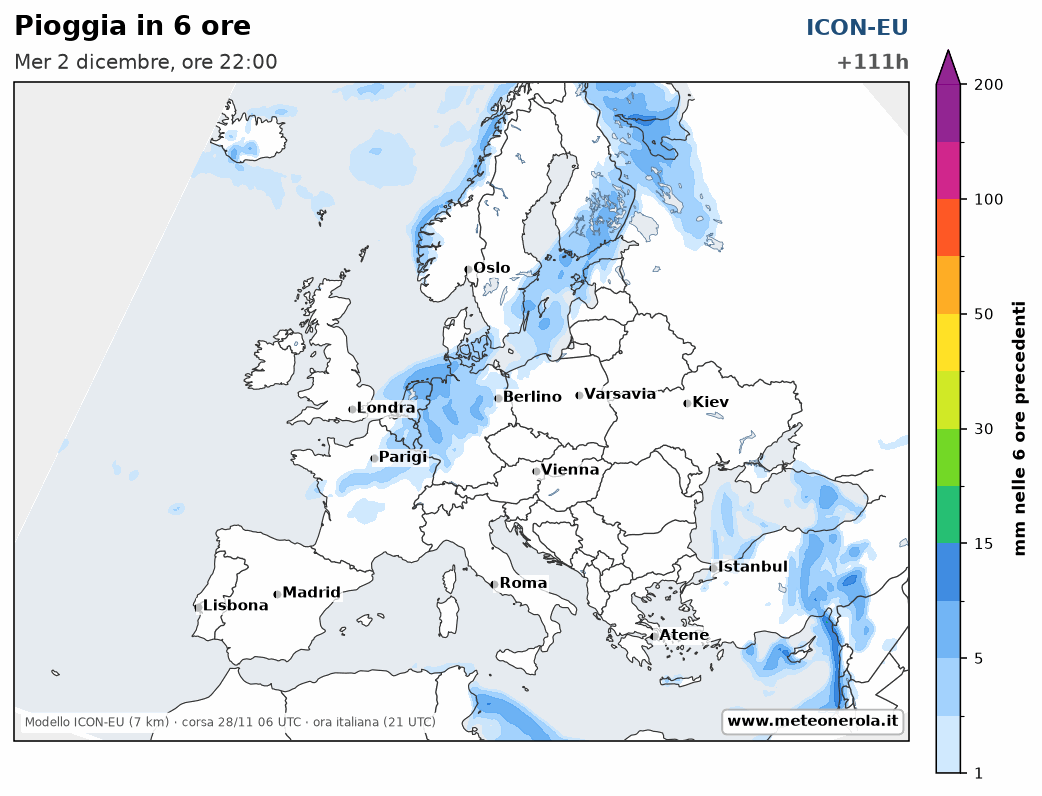 Pioggia in 6 ore
ICON-EU
Mer 2 dicembre, ore 22:00
+111h
200
100
50
30
15
5
1
mm nelle 6 ore precedenti
Oslo
Londra
Berlino
Varsavia
Kiev
Parigi
Vienna
Istanbul
Roma
Madrid
Lisbona
Atene
Modello ICON-EU (7 km) · corsa 28/11 06 UTC · ora italiana (21 UTC)
www.meteonerola.it